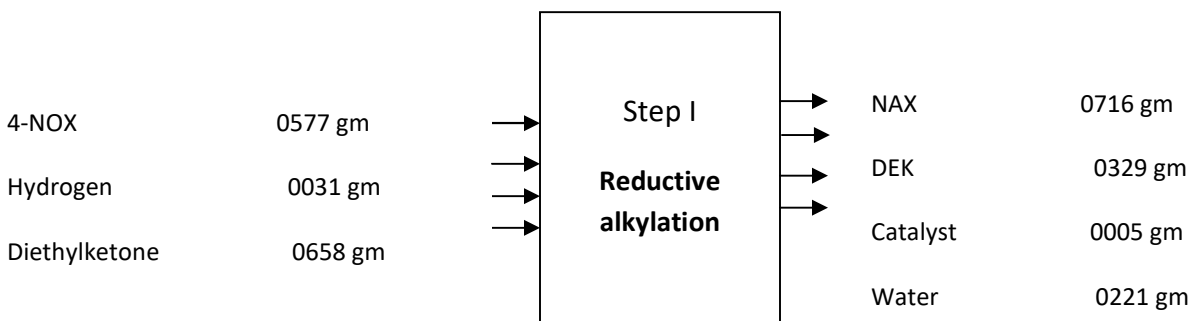 4-NOX 0577 gm
Hydrogen 0031 gm
Diethylketone 0658 gm
Step I
Reductive
alkylation
NAX 0716 gm
DEK 0329 gm
Catalyst 0005 gm
Water 0221 gm